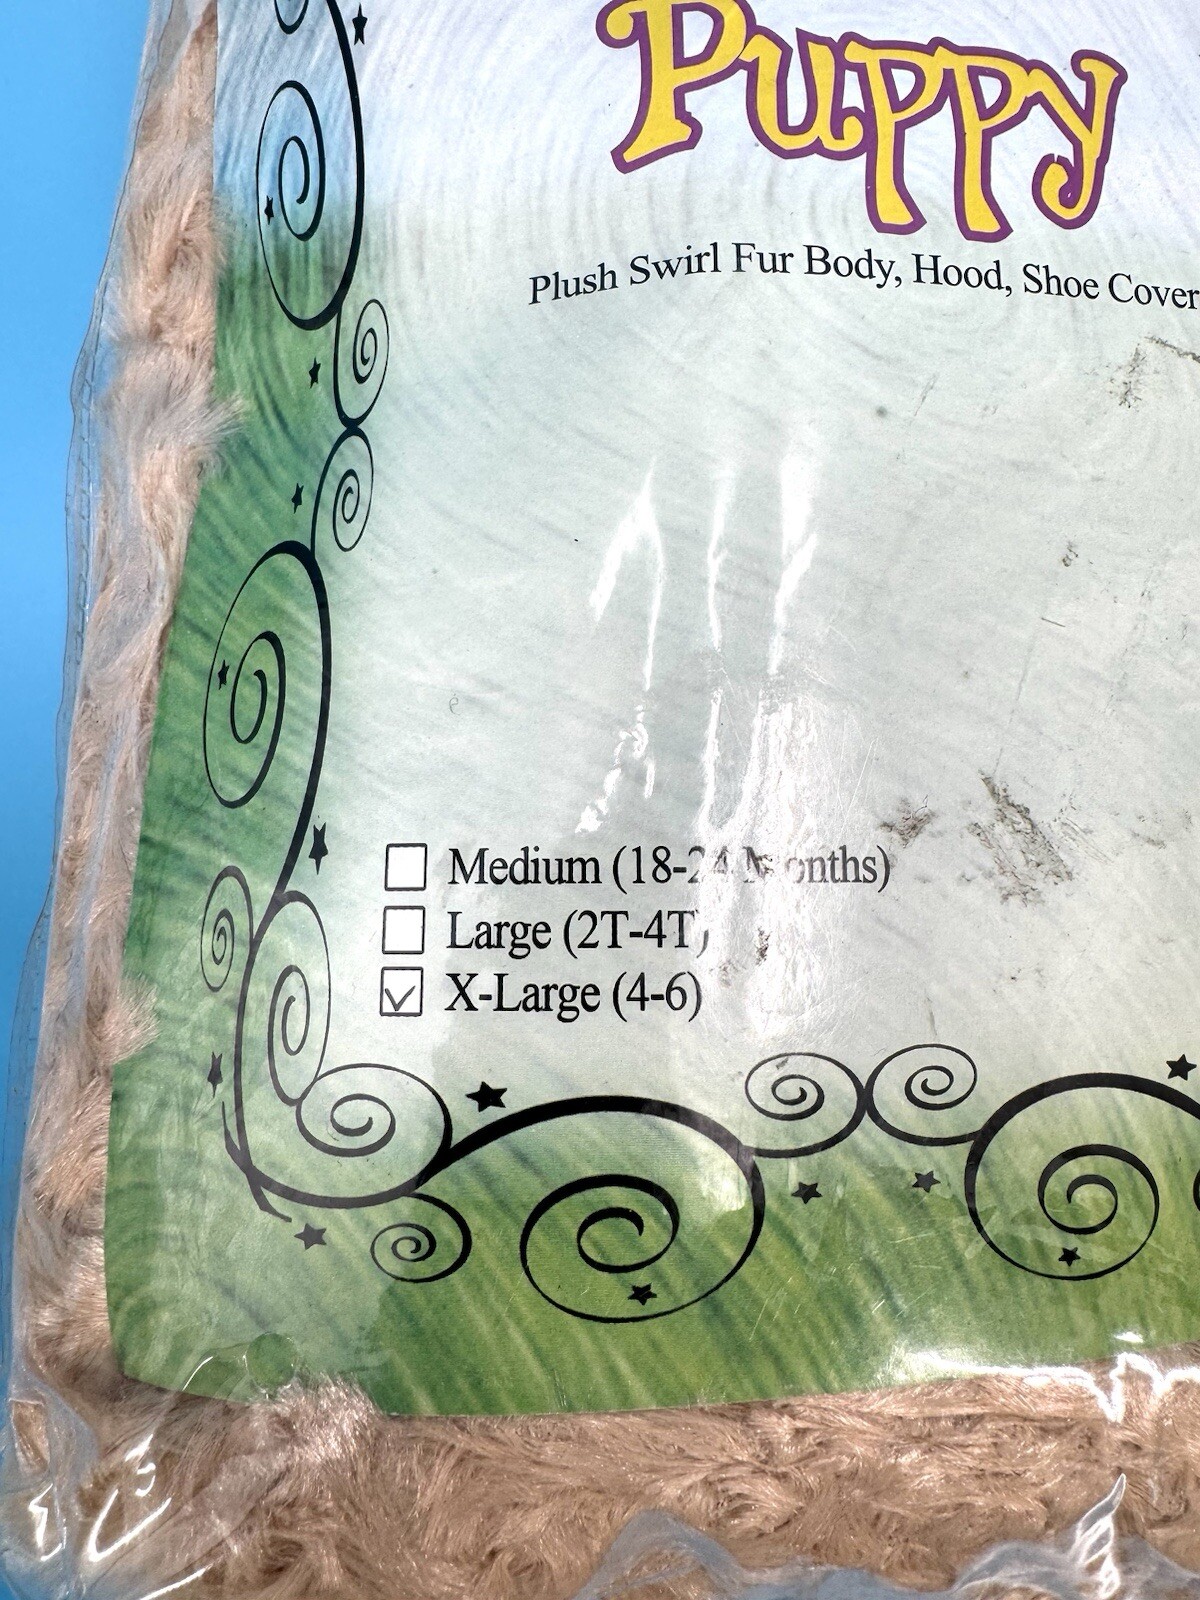 Puppy
Plush Swirl Fur Body, Hood, Shoe Cover
Medium (18-24 Months)
Large (2T-4T)
X-Large (4-6)